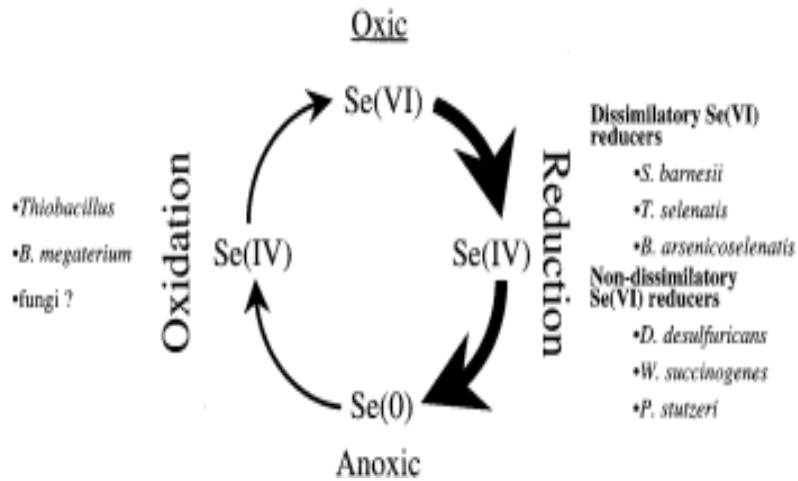 Oxic
Se(VI)
Dissimilatory Se(VI)
reducers
•S. barnesii
•T. selenatis
•B. arsenicoselenatis
Non-dissimilatory
Se(VI) reducers
•D. desulfuricans
•W. succinogenes
•P. stutzeri
Reduction
Se(IV)
Oxidation
Se(IV)
•Thiobacillus
•B. megaterium
•fungi ?
Se(0)
Anoxic